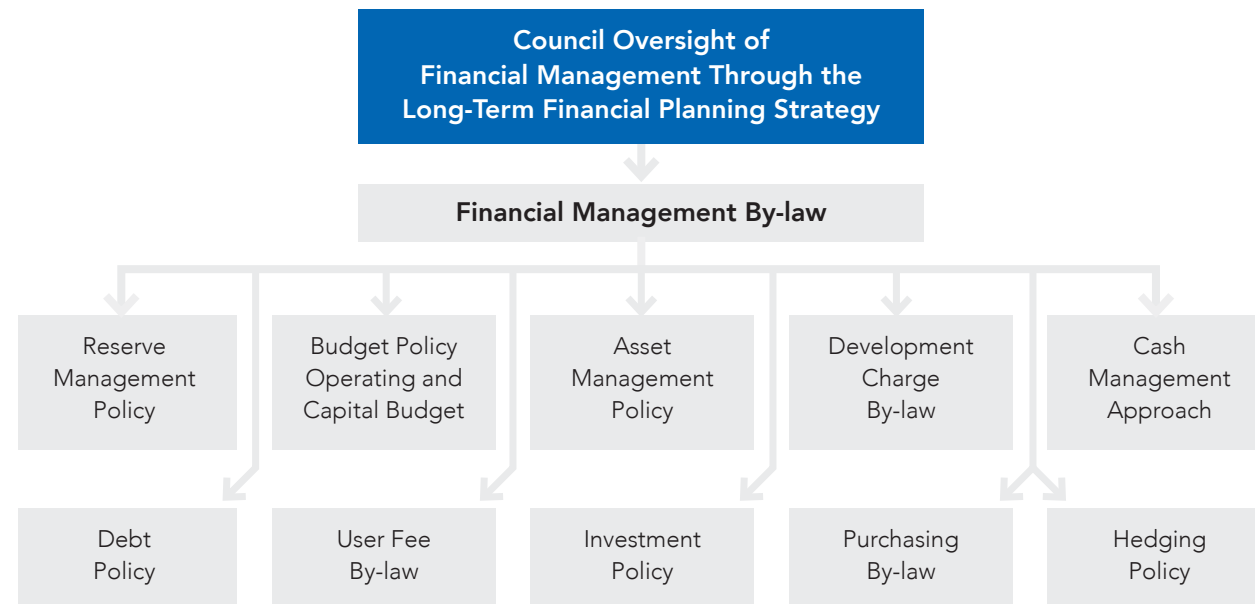 Council Oversight of
Financial Management Through the
Long-Term Financial Planning Strategy
Financial Management By-law
Reserve
Management
Policy
Budget Policy
Operating and
Capital Budget
Asset
Management
Policy
Development
Charge
By-law
Cash
Management
Approach
Debt
Policy
User Fee
By-law
Investment
Policy
Purchasing
By-law
Hedging
Policy